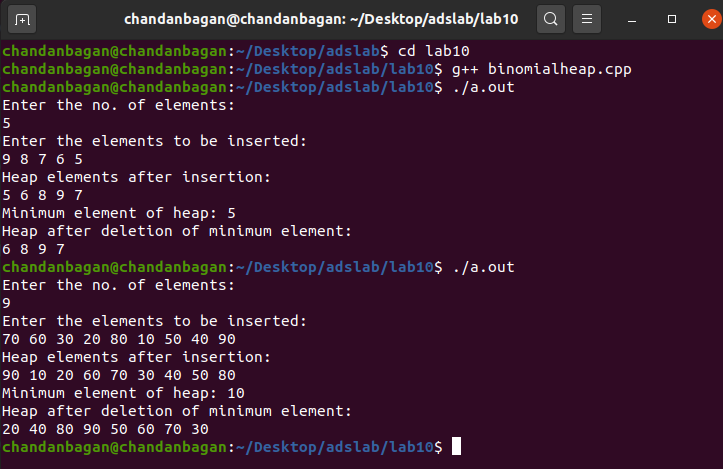 chandanbagan@chandanbagan: ~/Desktop/adslab/lab10
chandanbagan@chandanbagan:~/Desktop/adslab$ cd lab10
chandanbagan@chandanbagan:~/Desktop/adslab/lab10$ g++ binomialheap.cpp
chandanbagan@chandanbagan:~/Desktop/adslab/lab10$ ./a.out
Enter the no. of elements:
5
Enter the elements to be inserted:
9 8 7 6 5
Heap elements after insertion:
5 6 8 9 7
Minimum element of heap: 5
Heap after deletion of minimum element:
6 8 9 7
chandanbagan@chandanbagan:~/Desktop/adslab/lab10$ ./a.out
Enter the no. of elements:
9
Enter the elements to be inserted:
70 60 30 20 80 10 50 40 90
Heap elements after insertion:
90 10 20 60 70 30 40 50 80
Minimum element of heap: 10
Heap after deletion of minimum element:
20 40 80 90 50 60 70 30
chandanbagan@chandanbagan:~/Desktop/adslab/lab10$